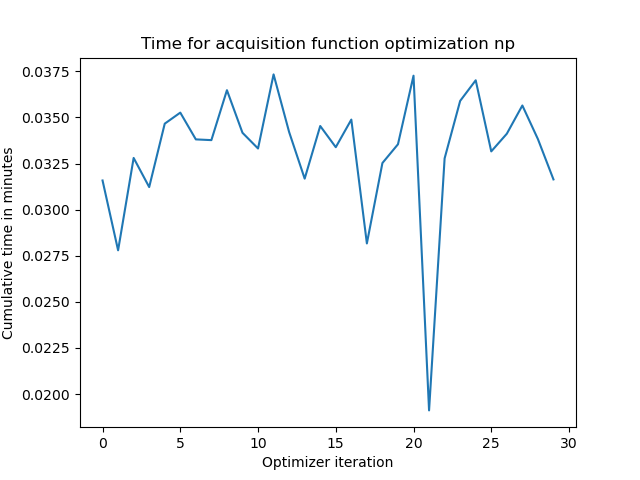 Time for acquisition function optimization np
Cumulative time in minutes
0.0375
0.0350
0.0325
0.0300
0.0275
0.0250
0.0225
0.0200
0 5 10 15 20 25 30
Optimizer iteration